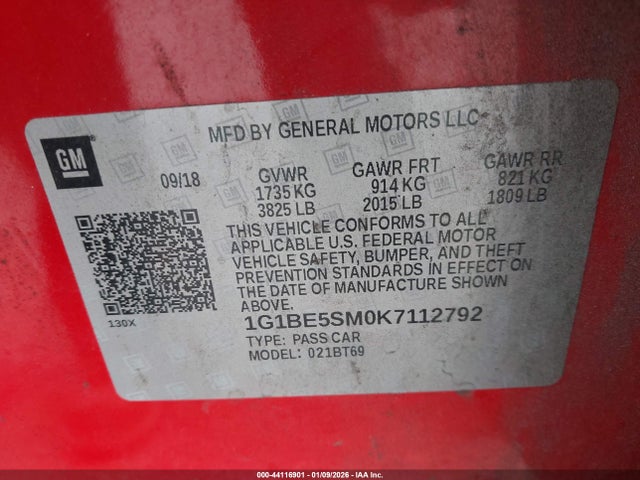 MFD BY GENERAL MOTORS LLC
GM
09/18
GVWR
1735 KG
3825 LB
GAWR FRT
914 KG
2015 LB
GAWR RR
821 KG
1809 LB
THIS VEHICLE CONFORMS TO ALL
APPLICABLE U.S. FEDERAL MOTOR
VEHICLE SAFETY, BUMPER, AND THEFT
PREVENTION STANDARDS IN EFFECT ON
THE DATE OF MANUFACTURE SHOWN ABOVE.
130X
1G1BE5SM0K7112792
TYPE: PASS CAR
MODEL: 021BT69
000-44116901 - 01/09/2026 - IAA Inc.